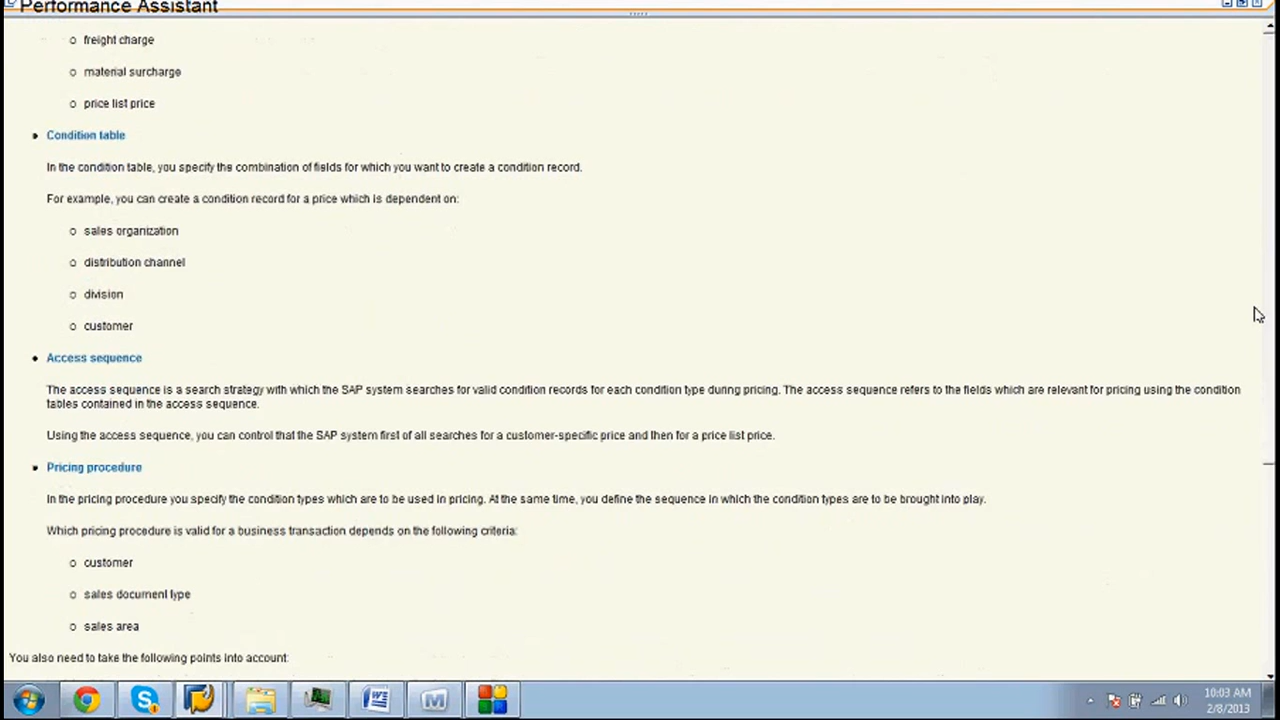 Performance Assistant
freight charge
material surcharge
price list price
Condition table
In the condition table, you specify the combination of fields for which you want to create a condition record.
For example, you can create a condition record for a price which is dependent on:
sales organization
distribution channel
division
customer
Access sequence
The access sequence is a search strategy with which the SAP system searches for valid condition records for each condition type during pricing. The access sequence refers to the fields which are relevant for pricing using the condition
tables contained in the access sequence.
Using the access sequence, you can control that the SAP system first of all searches for a customer-specific price and then for a price list price.
Pricing procedure
In the pricing procedure you specify the condition types which are to be used in pricing. At the same time, you define the sequence in which the condition types are to be brought into play.
Which pricing procedure is valid for a business transaction depends on the following criteria:
customer
sales document type
sales area
You also need to take the following points into account:
10:03 AM
2/8/2013